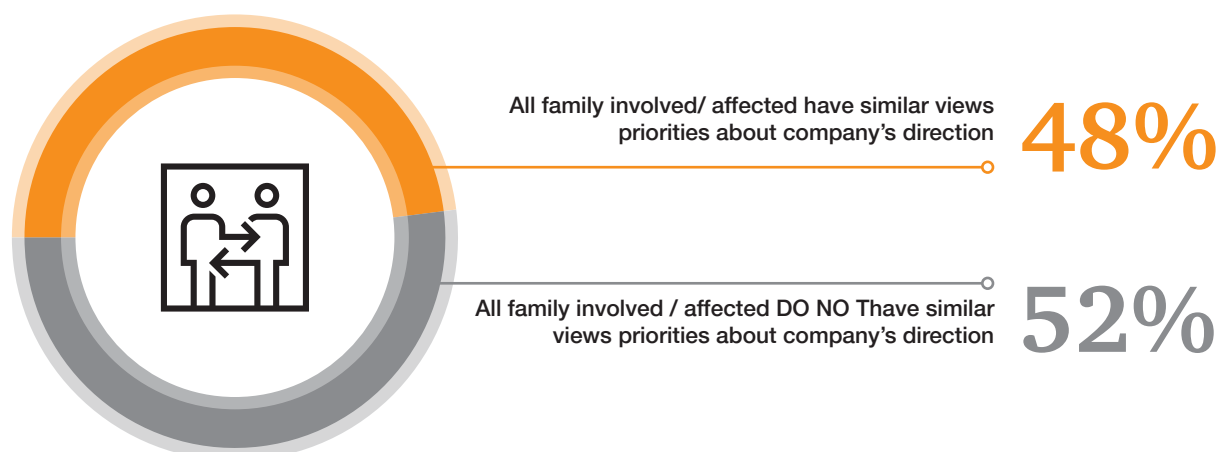 All family involved/ affected have similar views
priorities about company's direction
48%
All family involved / affected DO NO Thave similar
views priorities about company's direction
52%